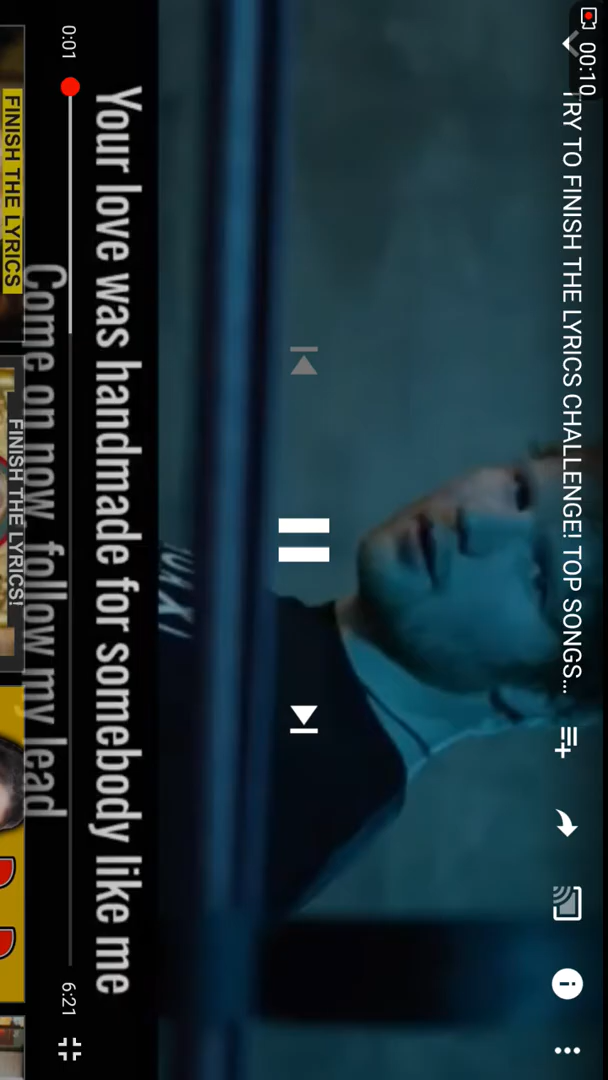 00:10
TRY TO FINISH THE LYRICS CHALLENGE! TOP SONGS...
Your love was handmade for somebody like me
0:01
6:21
Come on now, follow my lead
FINISH THE LYRICS
FINISH THE LYRICS!